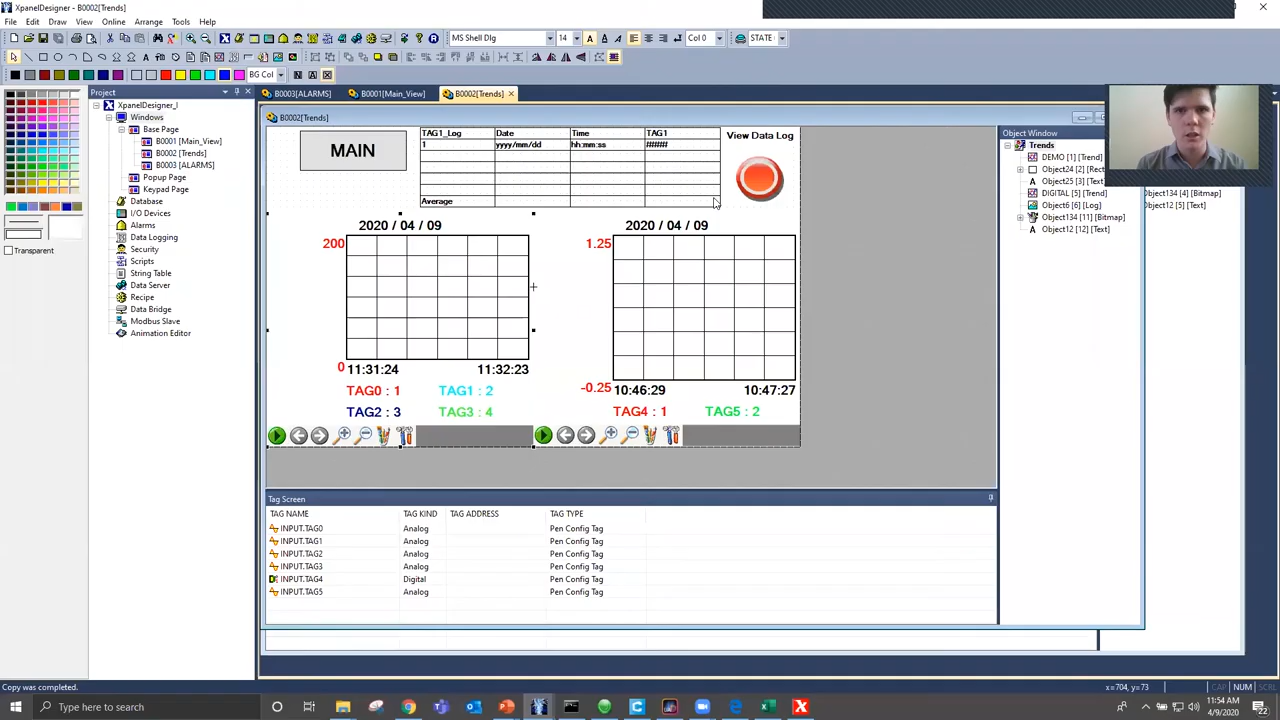 XpanelDesigner - B0002[Trends]
File Edit Draw View Online Arrange Tools Help
MS Shell Dlg 14 Col 0 STATE
BG Col
Project
XpanelDesigner_I
Windows
Base Page
B0001 [Main_View]
B0002 [Trends]
B0003 [ALARMS]
Popup Page
Keypad Page
Database
I/O Devices
Alarms
Data Logging
Security
Scripts
String Table
Data Server
Recipe
Data Bridge
Modbus Slave
Animation Editor
Transparent
B0003[ALARMS] B0001[Main_View] B0002[Trends]
B0002[Trends]
MAIN
TAG1_Log Date Time TAG1
1 yyyy/mm/dd hh:mm:ss #####
Average
View Data Log
2020 / 04 / 09
200
0
11:31:24 11:32:23
TAG0 : 1 TAG1 : 2
TAG2 : 3 TAG3 : 4
2020 / 04 / 09
1.25
-0.25
10:46:29 10:47:27
TAG4 : 1 TAG5 : 2
Object Window
Trends
DEMO [1] [Trend]
Object24 [2] [Rect
Object25 [3] [Text]
DIGITAL [5] [Trend]
Object6 [6] [Log]
Object134 [11] [Bitmap]
Object12 [12] [Text]
Object134 [4] [Bitmap]
Object12 [5] [Text]
Tag Screen
TAG NAME TAG KIND TAG ADDRESS TAG TYPE
INPUT.TAG0 Analog Pen Config Tag
INPUT.TAG1 Analog Pen Config Tag
INPUT.TAG2 Analog Pen Config Tag
INPUT.TAG3 Analog Pen Config Tag
INPUT.TAG4 Digital Pen Config Tag
INPUT.TAG5 Analog Pen Config Tag
Copy was completed.
x=704, y=73 CAP NUM SCRL
Type here to search
11:54 AM
4/9/2020
22